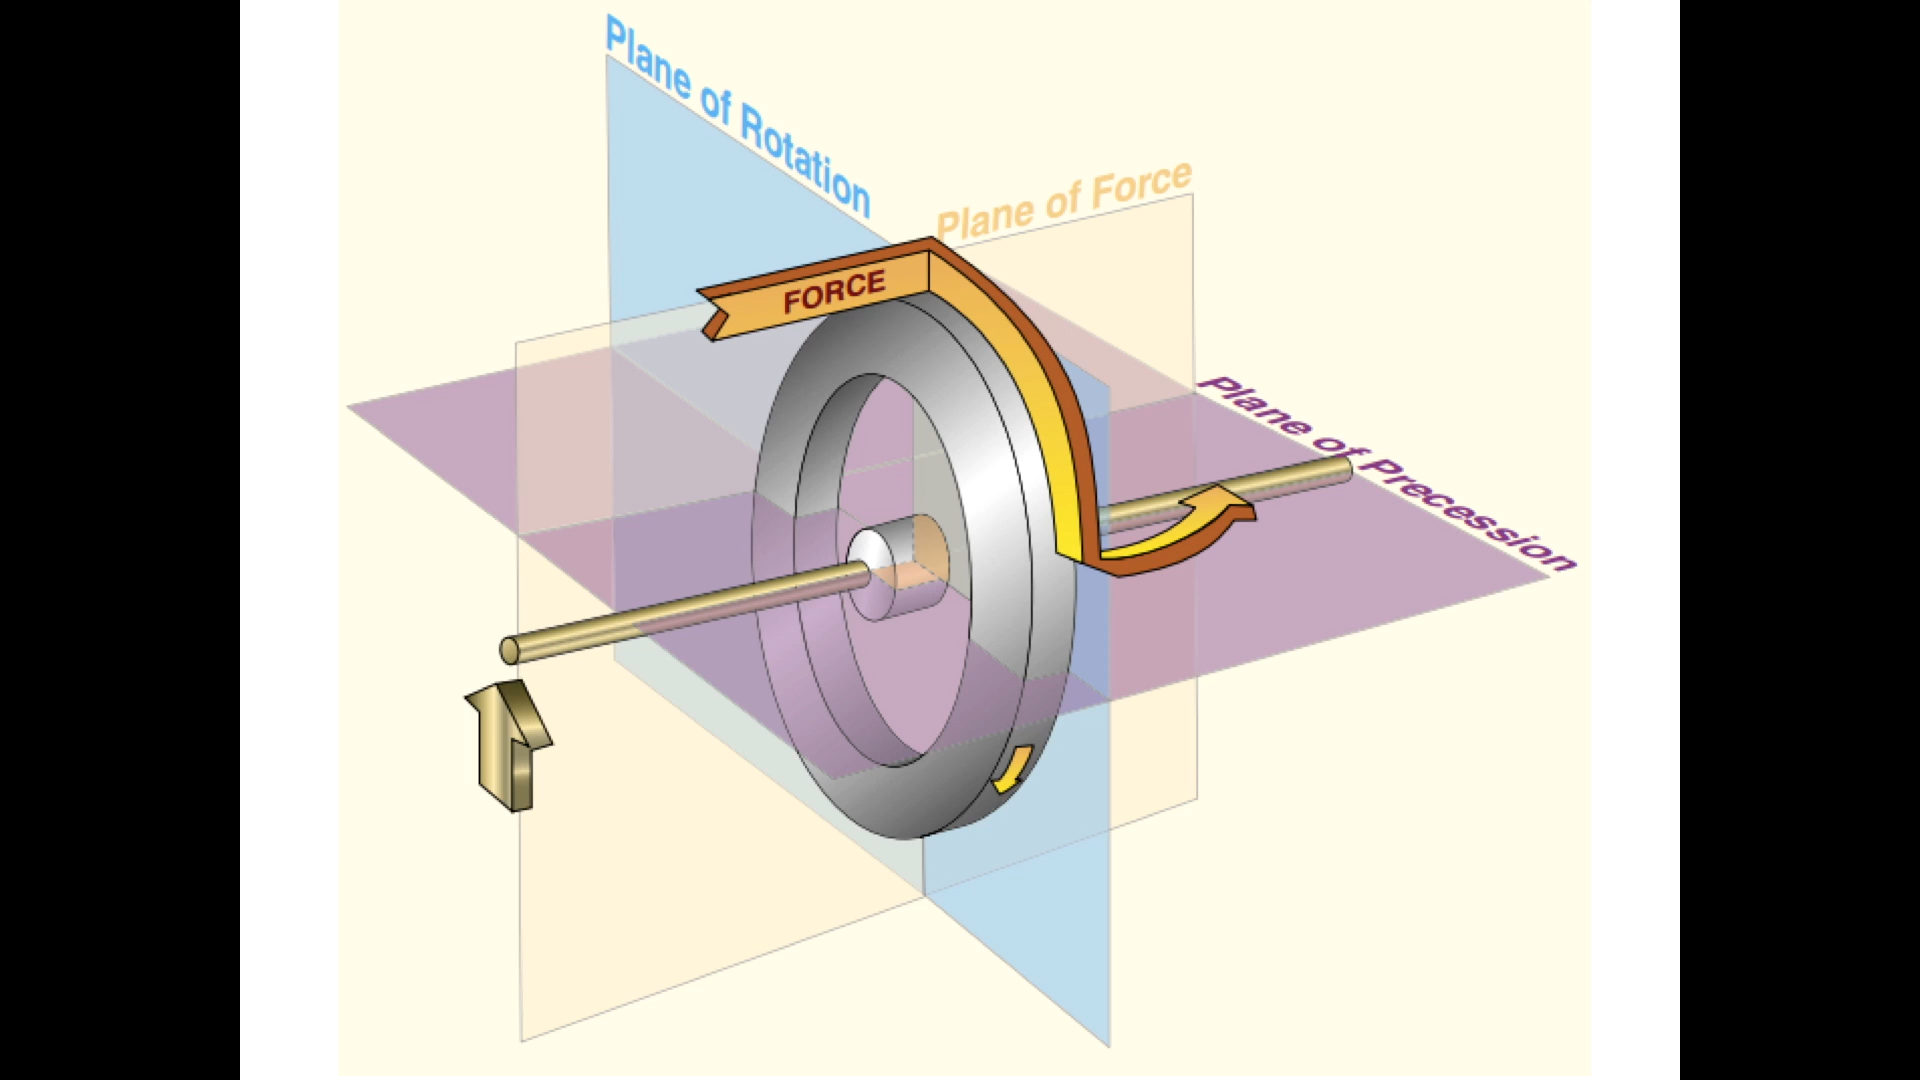 Plane of Rotation
Plane of Force
FORCE
Plane of Precession